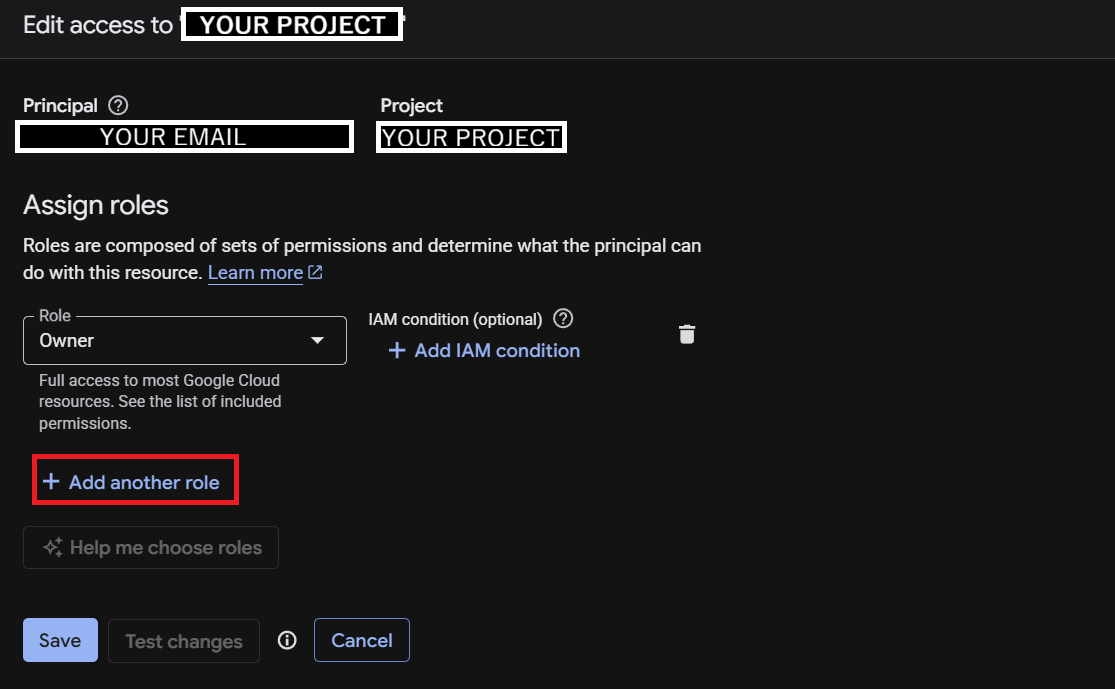 Edit access to "YOUR PROJECT"
Principal
Project
YOUR EMAIL
YOUR PROJECT
Assign roles
Roles are composed of sets of permissions and determine what the principal can
do with this resource. Learn more
Role
IAM condition (optional)
Owner
+ Add IAM condition
Full access to most Google Cloud
resources. See the list of included
permissions.
+ Add another role
Help me choose roles
Save
Test changes
Cancel